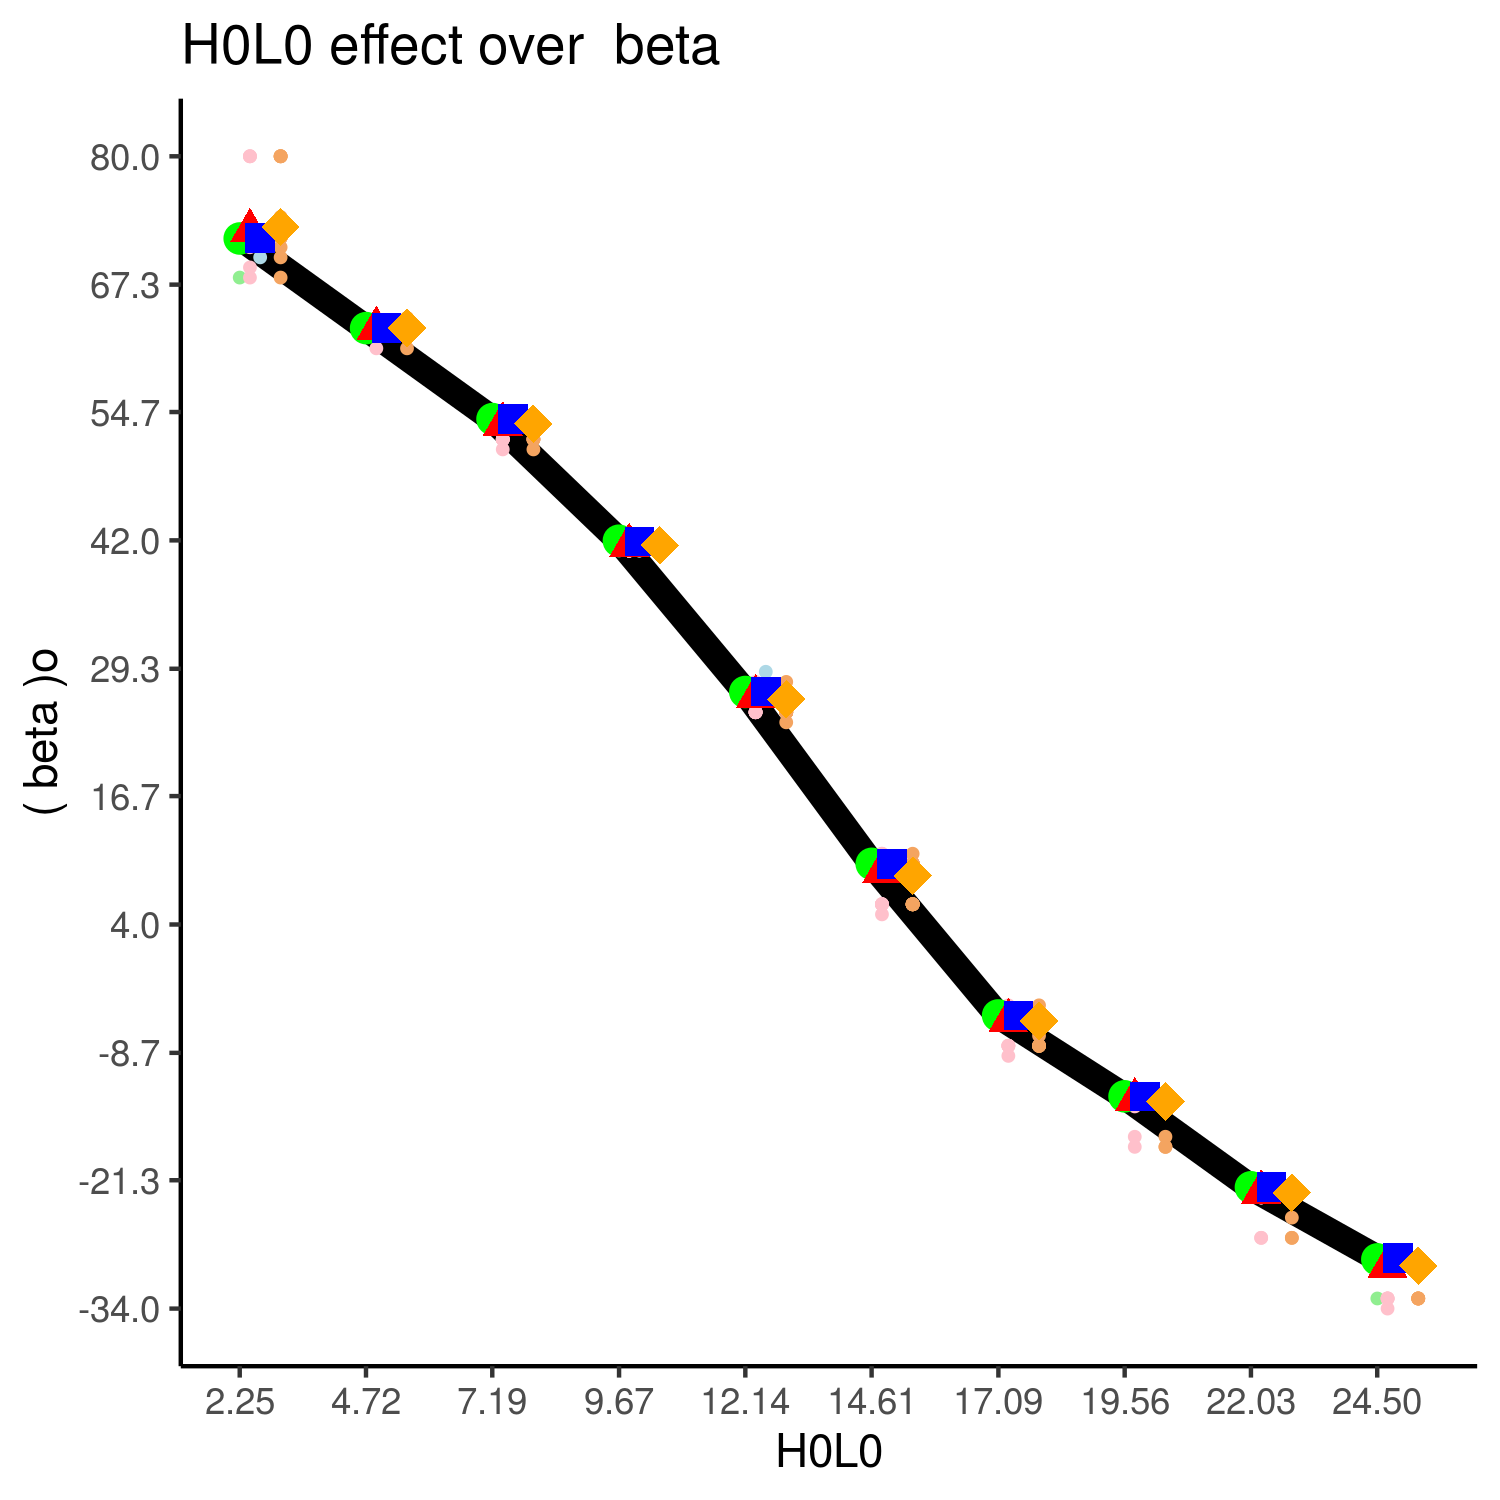 H0L0 effect over  beta
( beta )o
80.0
67.3
54.7
42.0
29.3
16.7
4.0
-8.7
-21.3
-34.0
2.25 4.72 7.19 9.67 12.14 14.61 17.09 19.56 22.03 24.50
H0L0